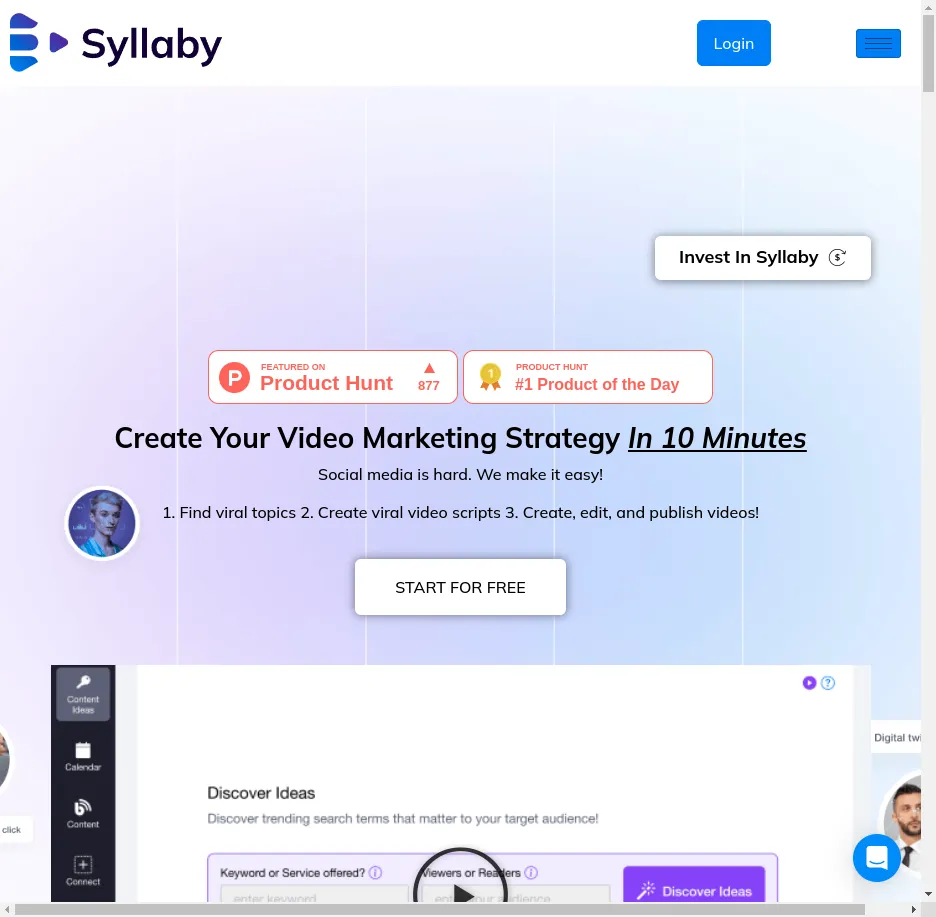 Syllaby
Login
Invest In Syllaby
FEATURED ON
Product Hunt
877
PRODUCT HUNT
#1 Product of the Day
1
Create Your Video Marketing Strategy In 10 Minutes
Social media is hard. We make it easy!
1. Find viral topics 2. Create viral video scripts 3. Create, edit, and publish videos!
START FOR FREE
Content
Ideas
Calendar
Content
Connect
Discover Ideas
Discover trending search terms that matter to your target audience!
Keyword or Service offered?
Viewers or Readers
enter keyword
Discover Ideas
click
Digital